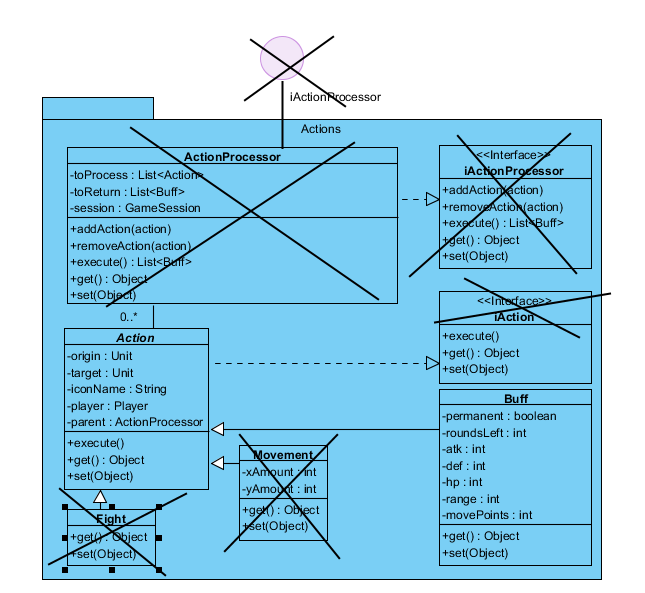 iActionProcessor
Actions
ActionProcessor
-toProcess : List<Action>
-toReturn : List<Buff>
-session : GameSession
+addAction(action)
+removeAction(action)
+execute() : List<Buff>
+get() : Object
+set(Object)
<<Interface>>
iActionProcessor
+addAction(action)
+removeAction(action)
+execute() : List<Buff>
+get() : Object
+set(Object)
0..*
<<Interface>>
iAction
+execute()
+get() : Object
+set(Object)
Action
-origin : Unit
-target : Unit
-iconName : String
-player : Player
-parent : ActionProcessor
+execute()
+get() : Object
+set(Object)
Buff
-permanent : boolean
-roundsLeft : int
-atk : int
-def : int
-hp : int
-range : int
-movePoints : int
+get() : Object
+set(Object)
Movement
-xAmount : int
-yAmount : int
+get() : Object
+set(Object)
Fight
+get() : Object
+set(Object)